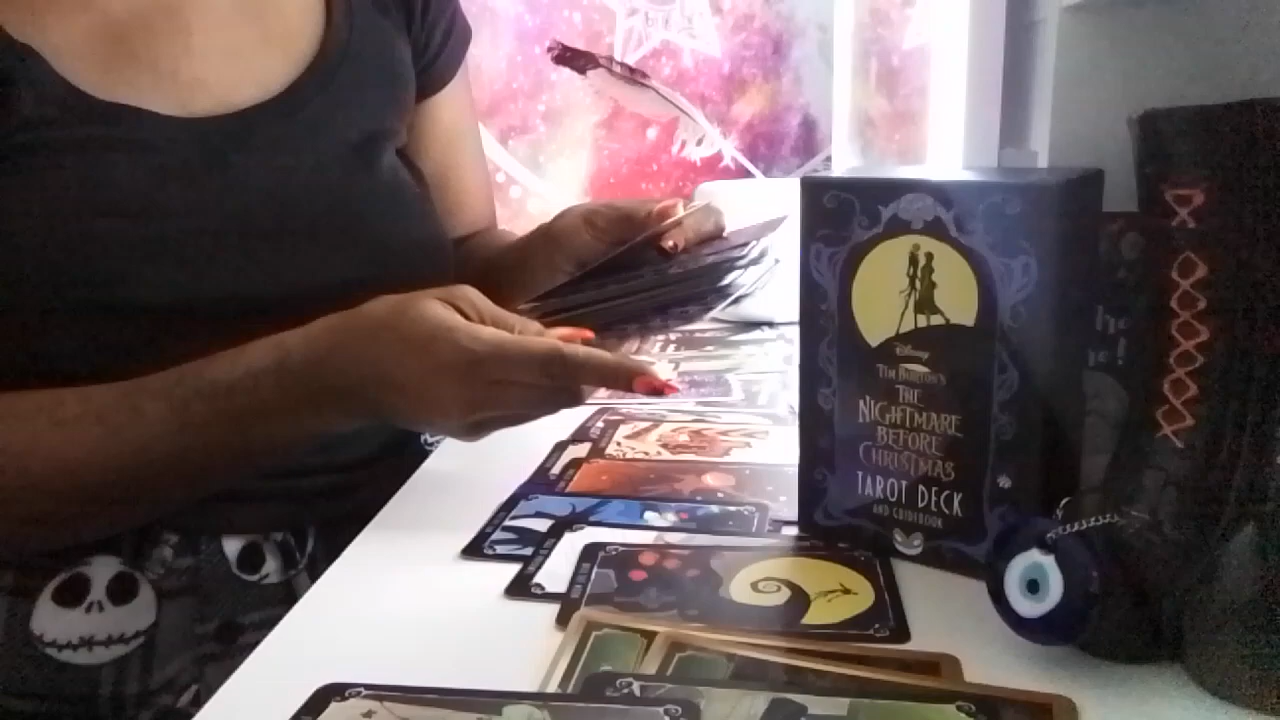 Disney
TIM BURTON'S
THE
NIGHTMARE
BEFORE
CHRISTMAS
TAROT DECK
AND GUIDEBOOK